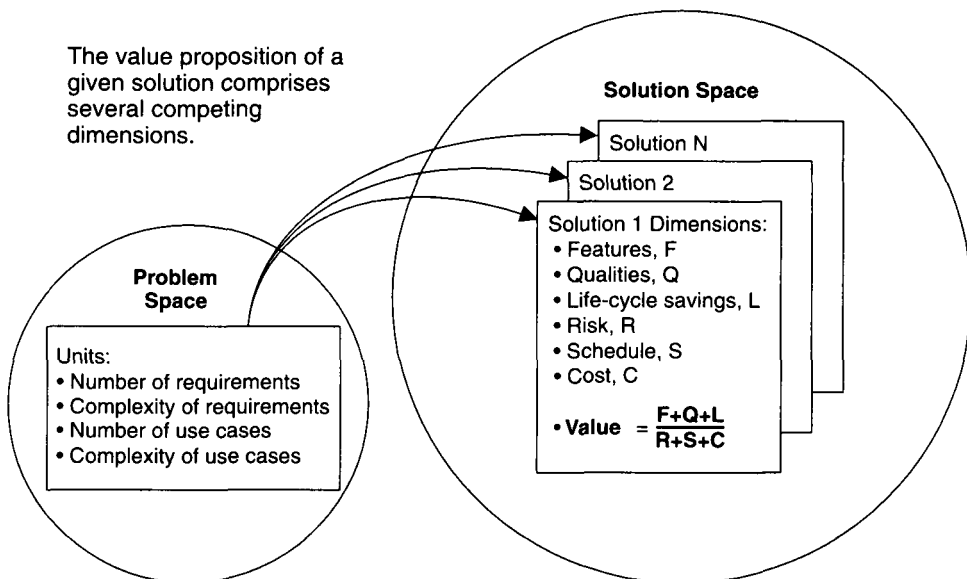 The value proposition of a
given solution comprises
several competing
dimensions.
Problem
Space
Units:
• Number of requirements
• Complexity of requirements
• Number of use cases
• Complexity of use cases
Solution Space
Solution N
Solution 2
Solution 1 Dimensions:
• Features, F
• Qualities, Q
• Life-cycle savings, L
• Risk, R
• Schedule, S
• Cost, C
• Value = F+Q+L
R+S+C